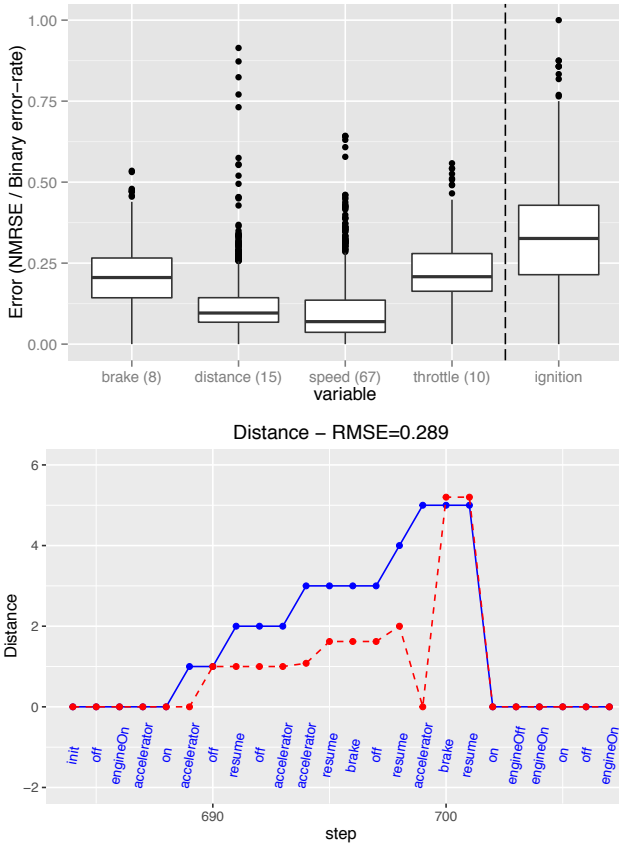 Error (NMRSE / Binary error−rate)
1.00
0.75
0.50
0.25
0.00
brake (8) distance (15) speed (67) throttle (10) ignition
variable
Distance − RMSE=0.289
Distance
6
4
2
0
−2
init off engineOn accelerator on accelerator off resume off accelerator accelerator resume brake off resume accelerator brake resume on engineOff engineOn on off engineOn
690 700
step